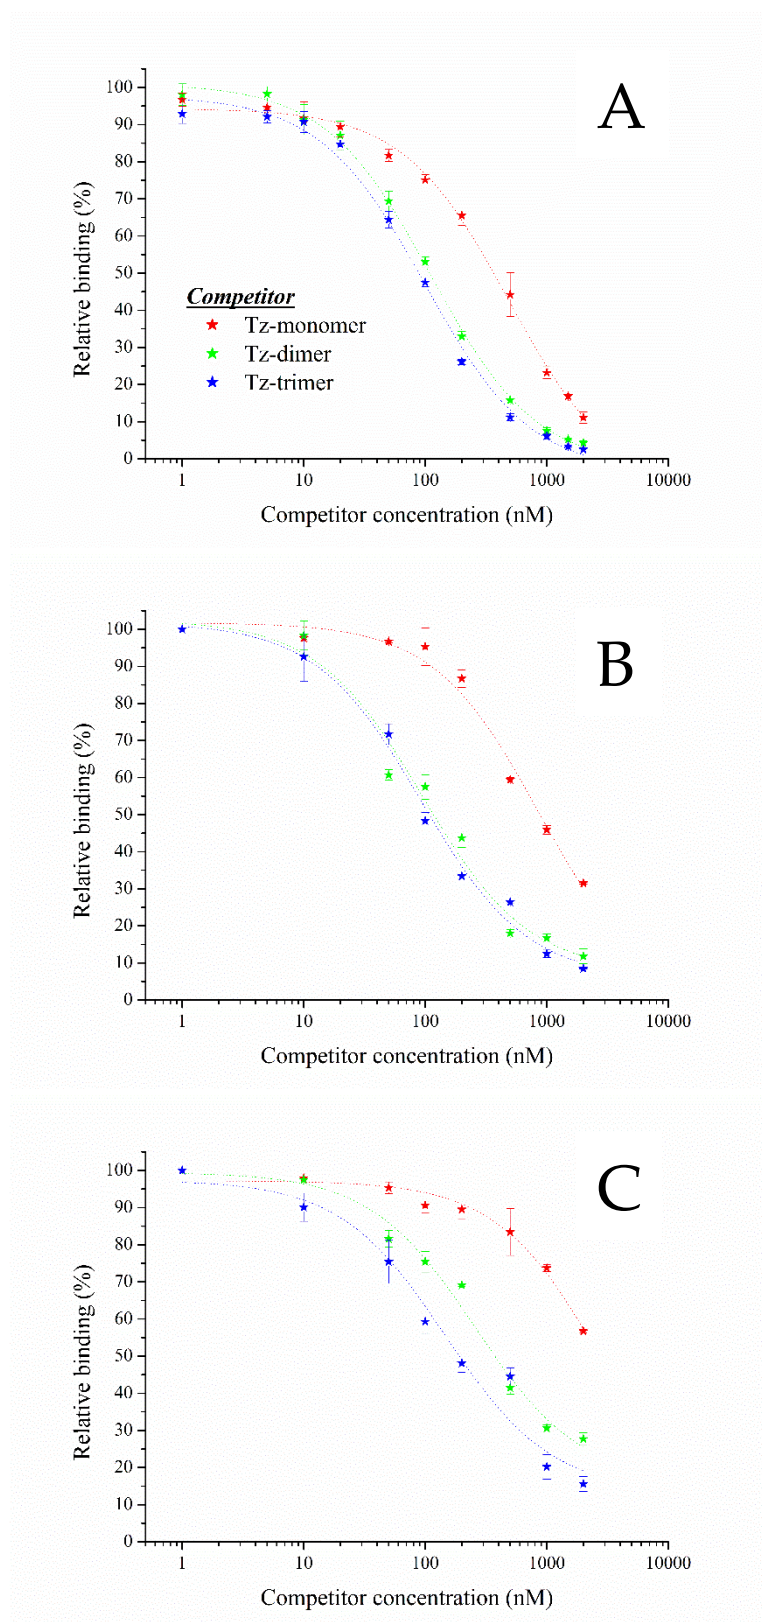 A
100
90
80
70
60
50
40
30
20
10
0
Relative binding (%)
Competitor
Tz-monomer
Tz-dimer
Tz-trimer
1 10 100 1000 10000
Competitor concentration (nM)
B
100
90
80
70
60
50
40
30
20
10
0
Relative binding (%)
1 10 100 1000 10000
Competitor concentration (nM)
C
100
90
80
70
60
50
40
30
20
10
0
Relative binding (%)
1 10 100 1000 10000
Competitor concentration (nM)